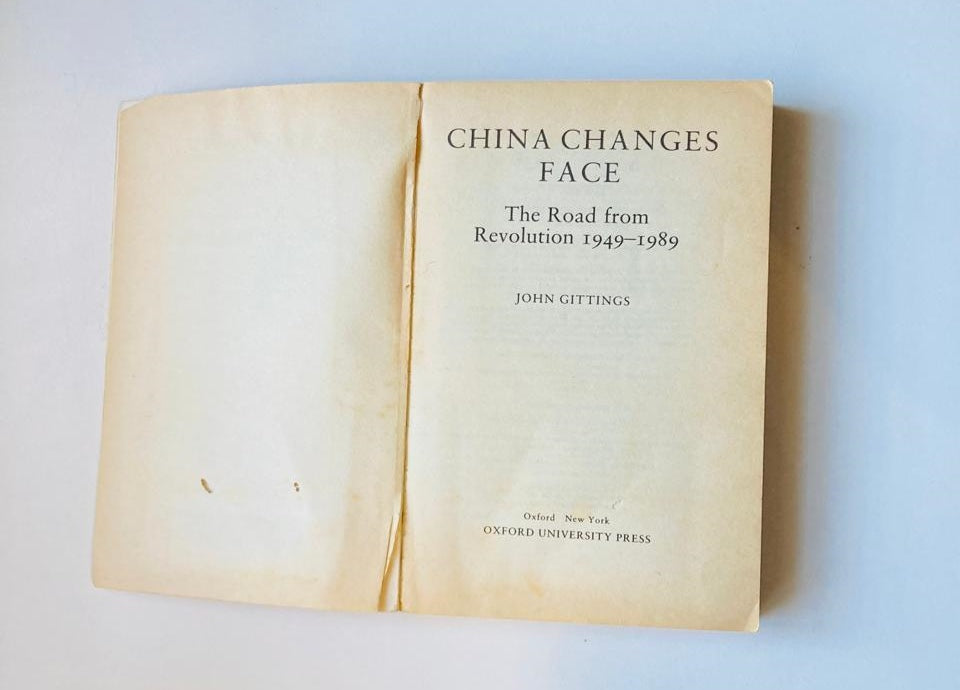 CHINA CHANGES
FACE
The Road from
Revolution 1949–1989
JOHN GITTINGS
Oxford New York
OXFORD UNIVERSITY PRESS